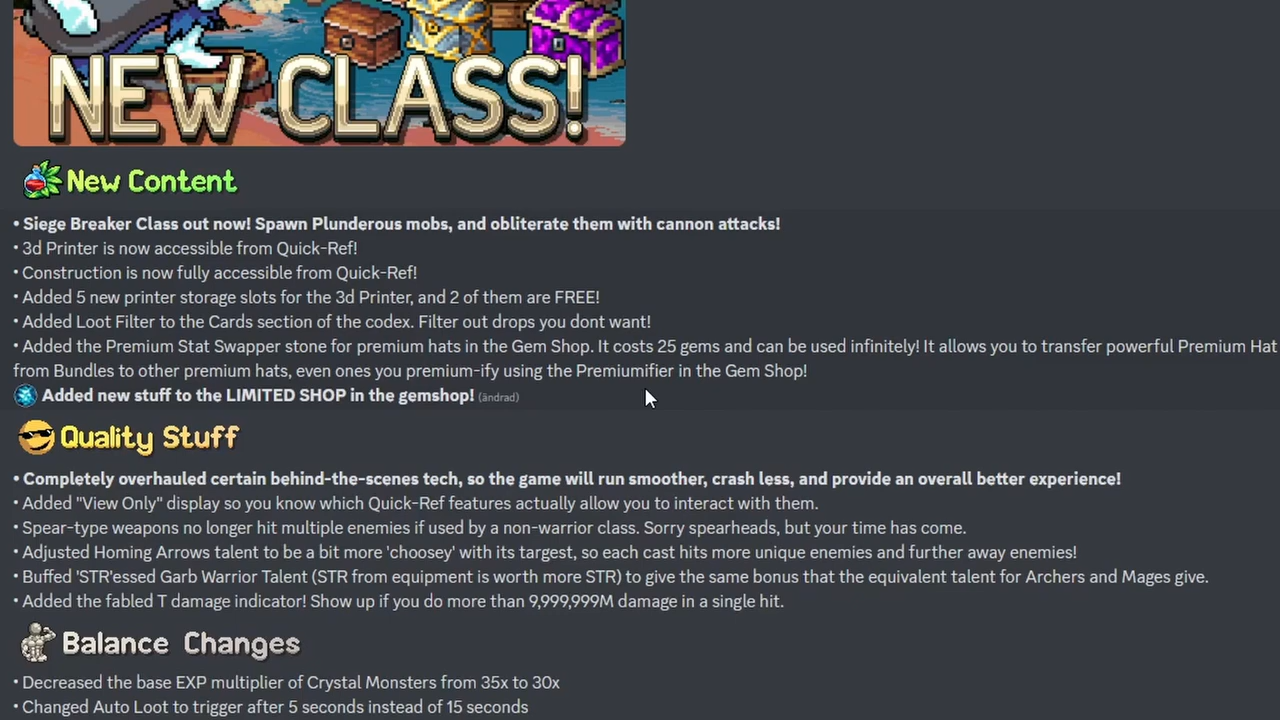 NEW CLASS!
New Content
• Siege Breaker Class out now! Spawn Plunderous mobs, and obliterate them with cannon attacks!
• 3d Printer is now accessible from Quick-Ref!
• Construction is now fully accessible from Quick-Ref!
• Added 5 new printer storage slots for the 3d Printer, and 2 of them are FREE!
• Added Loot Filter to the Cards section of the codex. Filter out drops you dont want!
• Added the Premium Stat Swapper stone for premium hats in the Gem Shop. It costs 25 gems and can be used infinitely! It allows you to transfer powerful Premium Hat
from Bundles to other premium hats, even ones you premium-ify using the Premiumifier in the Gem Shop!
Added new stuff to the LIMITED SHOP in the gemshop! (ändrad)
Quality Stuff
• Completely overhauled certain behind-the-scenes tech, so the game will run smoother, crash less, and provide an overall better experience!
• Added "View Only" display so you know which Quick-Ref features actually allow you to interact with them.
• Spear-type weapons no longer hit multiple enemies if used by a non-warrior class. Sorry spearheads, but your time has come.
• Adjusted Homing Arrows talent to be a bit more 'choosey' with its targest, so each cast hits more unique enemies and further away enemies!
• Buffed 'STR'essed Garb Warrior Talent (STR from equipment is worth more STR) to give the same bonus that the equivalent talent for Archers and Mages give.
• Added the fabled T damage indicator! Show up if you do more than 9,999,999M damage in a single hit.
Balance Changes
• Decreased the base EXP multiplier of Crystal Monsters from 35x to 30x
• Changed Auto Loot to trigger after 5 seconds instead of 15 seconds